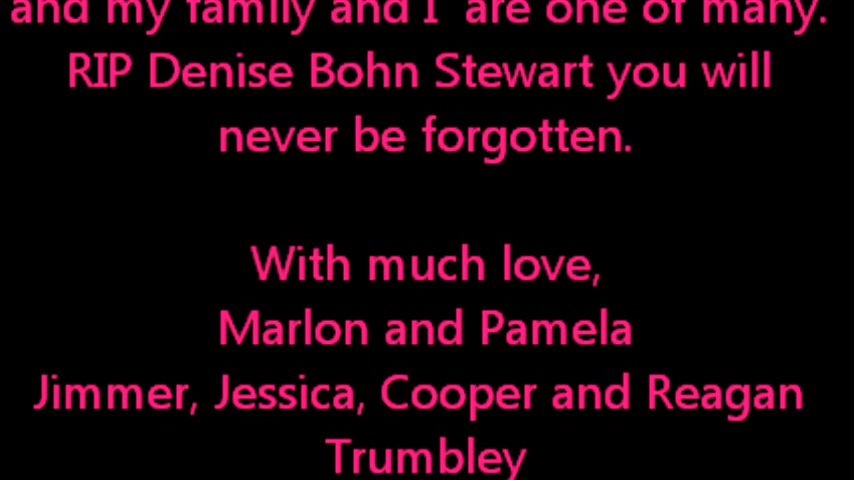 and my family and I are one of many.
RIP Denise Bohn Stewart you will
never be forgotten.
With much love,
Marlon and Pamela
Jimmer, Jessica, Cooper and Reagan
Trumbley